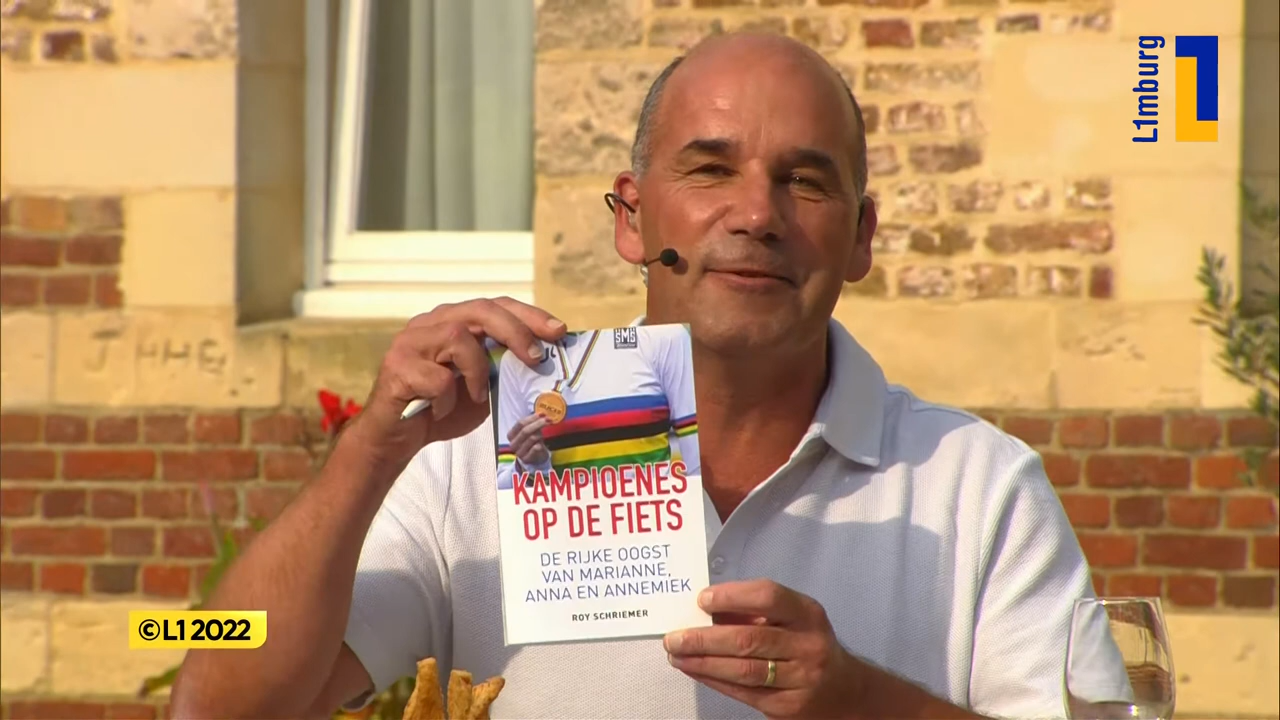 L1mburg
SMS
KAMPIOENES
OP DE FIETS
DE RIJKE OOGST
VAN MARIANNE,
ANNA EN ANNEMIEK
ROY SCHRIEMER
©L1 2022